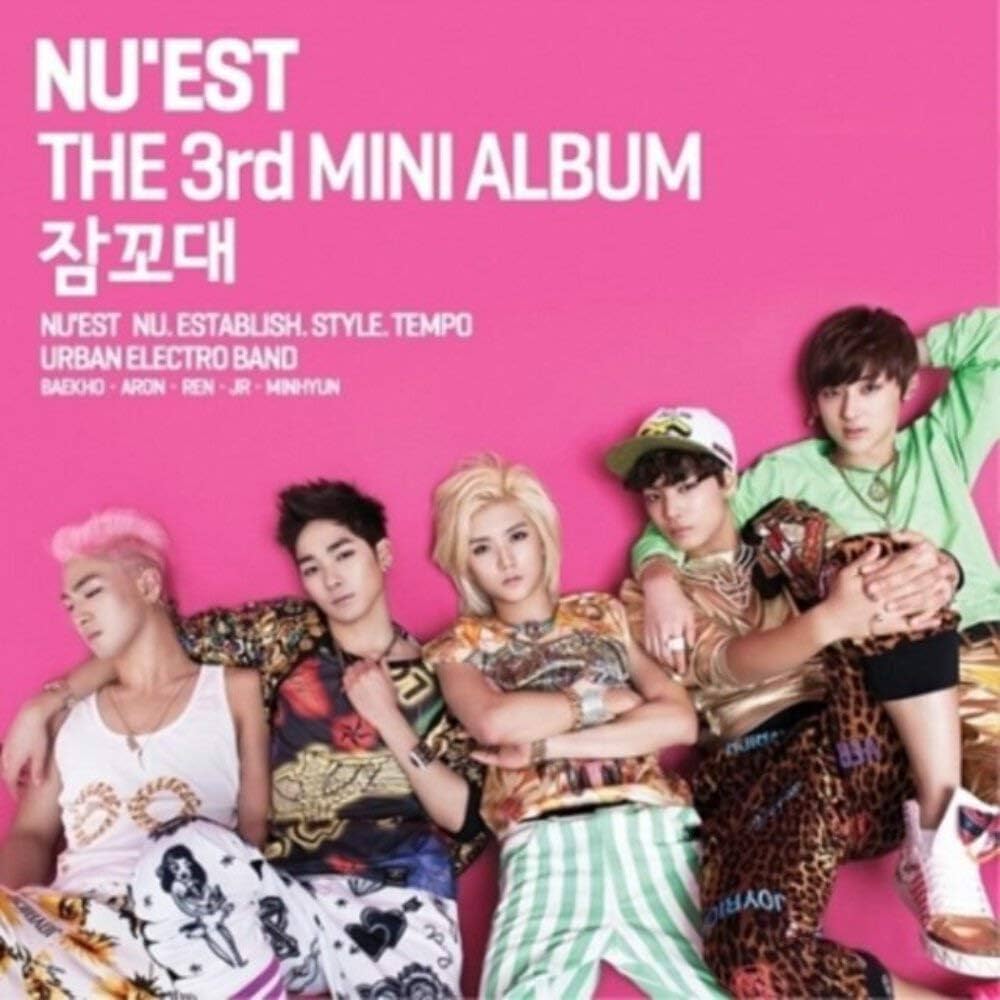 NU'EST
THE 3rd MINI ALBUM
잠꼬대
NU'EST NU. ESTABLISH. STYLE. TEMPO
URBAN ELECTRO BAND
BAEKHO - ARON - REN - JR - MINHYUN
JOYRICH